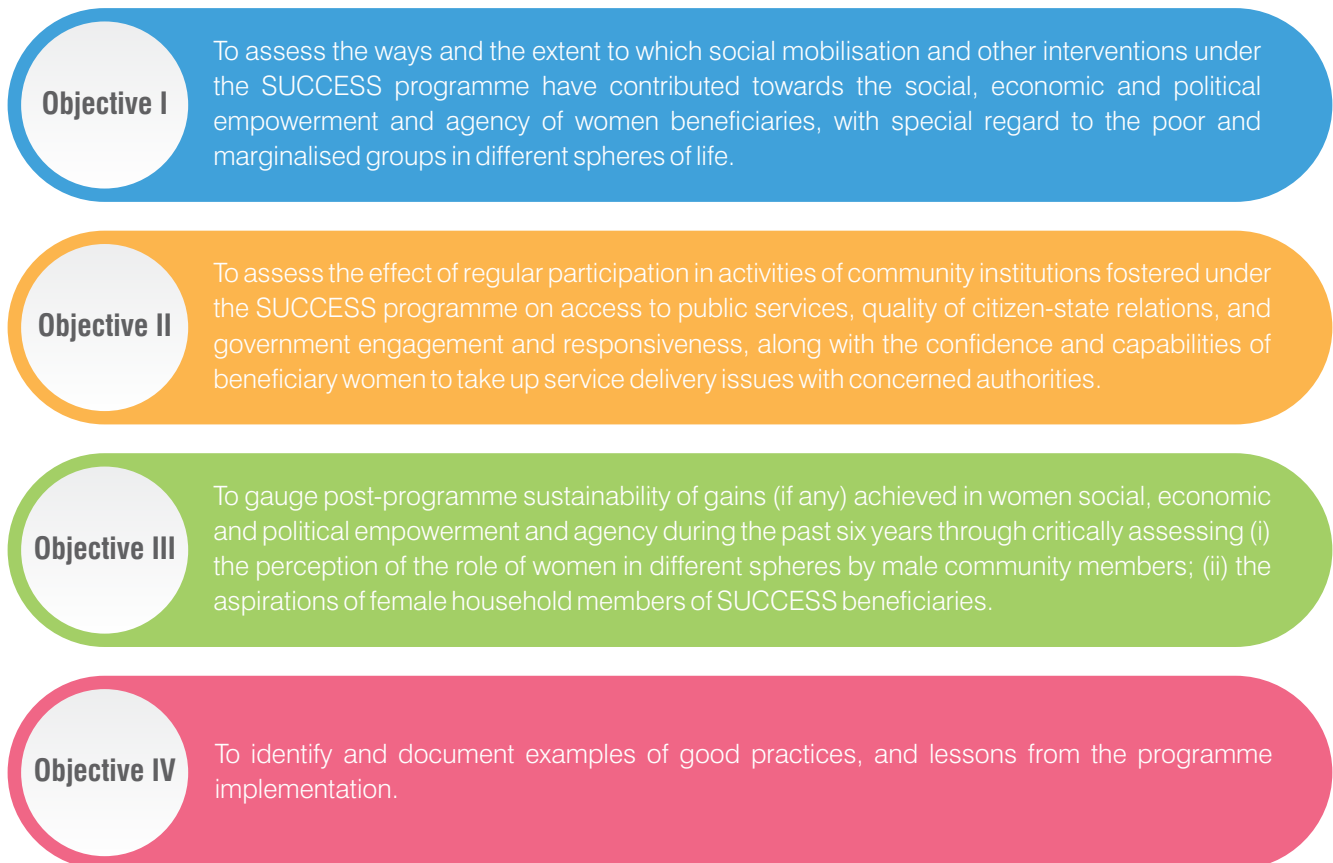 Objective I
To assess the ways and the extent to which social mobilisation and other interventions under
the SUCCESS programme have contributed towards the social, economic and political
empowerment and agency of women beneficiaries, with special regard to the poor and
marginalised groups in different spheres of life.
Objective II
To assess the effect of regular participation in activities of community institutions fostered under
the SUCCESS programme on access to public services, quality of citizen-state relations, and
government engagement and responsiveness, along with the confidence and capabilities of
beneficiary women to take up service delivery issues with concerned authorities.
Objective III
To gauge post-programme sustainability of gains (if any) achieved in women social, economic
and political empowerment and agency during the past six years through critically assessing (i)
the perception of the role of women in different spheres by male community members; (ii) the
aspirations of female household members of SUCCESS beneficiaries.
Objective IV
To identify and document examples of good practices, and lessons from the programme
implementation.